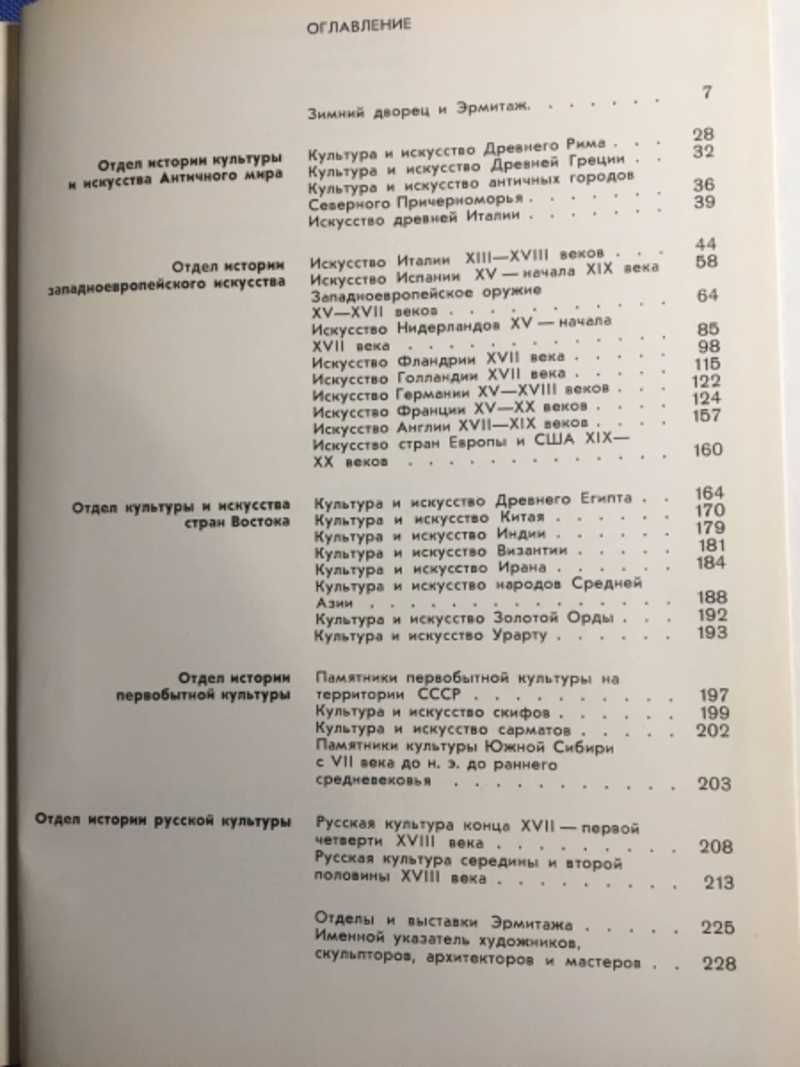 ОГЛАВЛЕНИЕ
Зимний дворец и Эрмитаж. . . . . . . 7
Отдел истории культуры
и искусства Античного мира
Культура и искусство Древнего Рима . . . 28
Культура и искусство Древней Греции . . 32
Культура и искусство античных городов
Северного Причерноморья . . . . . . . 36
Искусство древней Италии . . . . . . . 39
Отдел истории
западноевропейского искусства
Искусство Италии XIII—XVIII веков . . . 44
Искусство Испании XV — начала XIX века 58
Западноевропейское оружие
XV—XVII веков . . . . . . . . . . 64
Искусство Нидерландов XV — начала
XVII века . . . . . . . . . . . . 85
Искусство Фландрии XVII века . . . . . 98
Искусство Голландии XVII века . . . . . 115
Искусство Германии XV—XVIII веков . . . 122
Искусство Франции XV—XX веков . . . . 124
Искусство Англии XVII—XIX веков . . . . 157
Искусство стран Европы и США XIX—
XX веков . . . . . . . . . . . . 160
Отдел культуры и искусства
стран Востока
Культура и искусство Древнего Египта . . 164
Культура и искусство Китая . . . . . . 170
Культура и искусство Индии . . . . . . 179
Культура и искусство Византии . . . . . 181
Культура и искусство Ирана . . . . . . 184
Культура и искусство народов Средней
Азии . . . . . . . . . . . . . . 188
Культура и искусство Золотой Орды . . . 192
Культура и искусство Урарту . . . . . . 193
Отдел истории
первобытной культуры
Памятники первобытной культуры на
территории СССР . . . . . . . . . . 197
Культура и искусство скифов . . . . . . 199
Культура и искусство сарматов . . . . . 202
Памятники культуры Южной Сибири
с VII века до н. э. до раннего
средневековья . . . . . . . . . . . 203
Отдел истории русской культуры
Русская культура конца XVII — первой
четверти XVIII века . . . . . . . . . 208
Русская культура середины и второй
половины XVIII века . . . . . . . . . 213
Отделы и выставки Эрмитажа . . . . . 225
Именной указатель художников,
скульпторов, архитекторов и мастеров . . 228